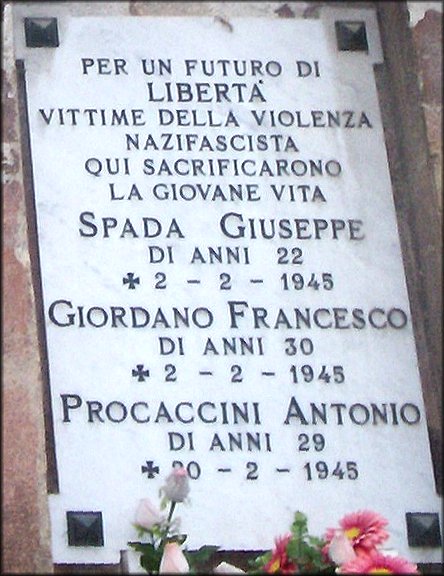 PER UN FUTURO DI
LIBERTÀ
VITTIME DELLA VIOLENZA
NAZIFASCISTA
QUI SACRIFICARONO
LA GIOVANE VITA
SPADA GIUSEPPE
DI ANNI 22
✠ 2 - 2 - 1945
GIORDANO FRANCESCO
DI ANNI 30
✠ 2 - 2 - 1945
PROCACCINI ANTONIO
DI ANNI 29
✠ 20 - 2 - 1945